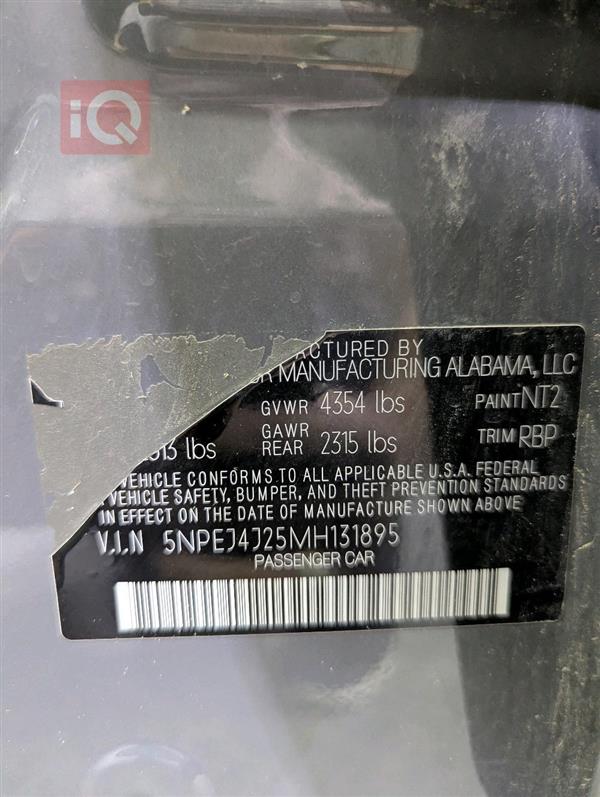 iQ
ACTURED BY
MANUFACTURING ALABAMA, LLC
GVWR 4354 lbs PAINT NT2
lbs GAWR REAR 2315 lbs TRIM RBP
VEHICLE CONFORMS TO ALL APPLICABLE U.S.A. FEDERAL
VEHICLE SAFETY, BUMPER, AND THEFT PREVENTION STANDARDS
IN EFFECT ON THE DATE OF MANUFACTURE SHOWN ABOVE
V.I.N 5NPEJ4J25MH131895
PASSENGER CAR